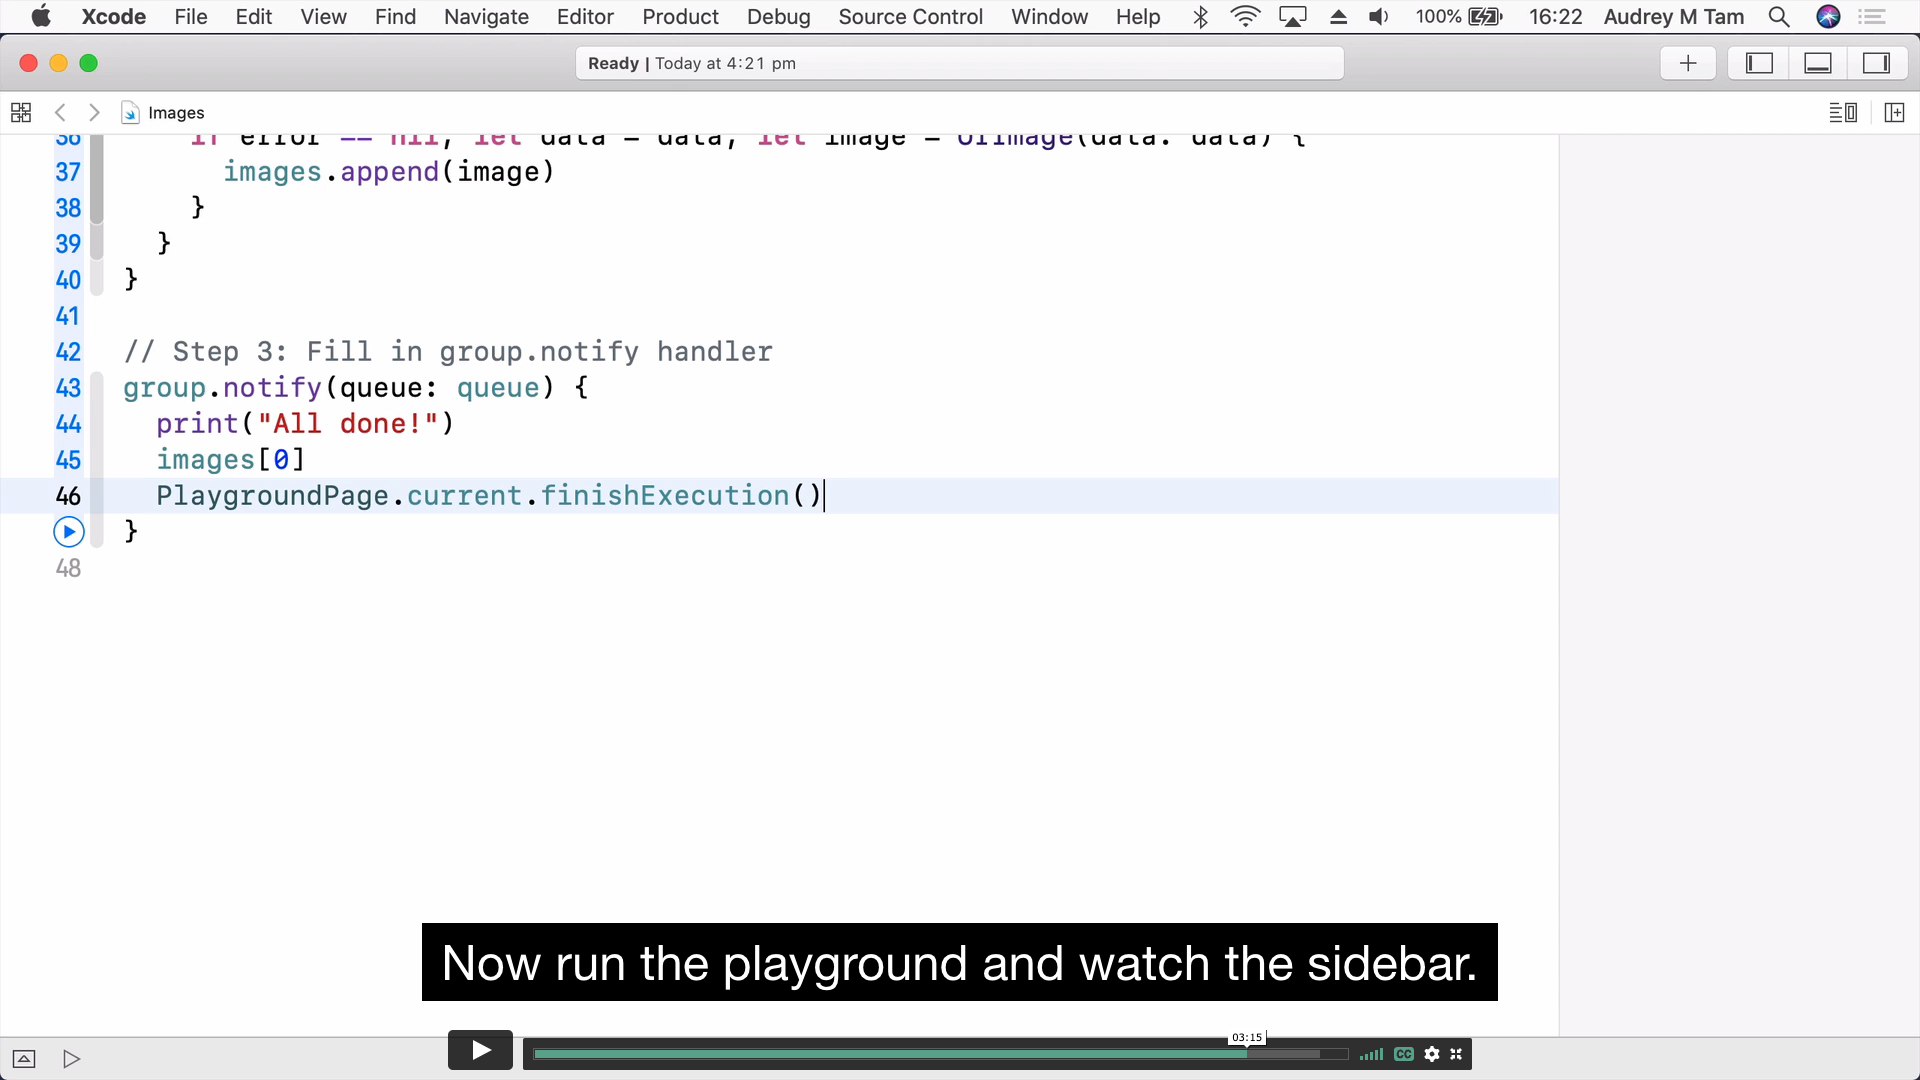 Xcode File Edit View Find Navigate Editor Product Debug Source Control Window Help 100% 16:22 Audrey M Tam
Ready | Today at 4:21 pm
Images
36 if error == nil, let data = data, let image = UIImage(data: data) {
37 images.append(image)
38 }
39 }
40 }
41
42 // Step 3: Fill in group.notify handler
43 group.notify(queue: queue) {
44 print("All done!")
45 images[0]
46 PlaygroundPage.current.finishExecution()
}
48
Now run the playground and watch the sidebar.
03:15
CC